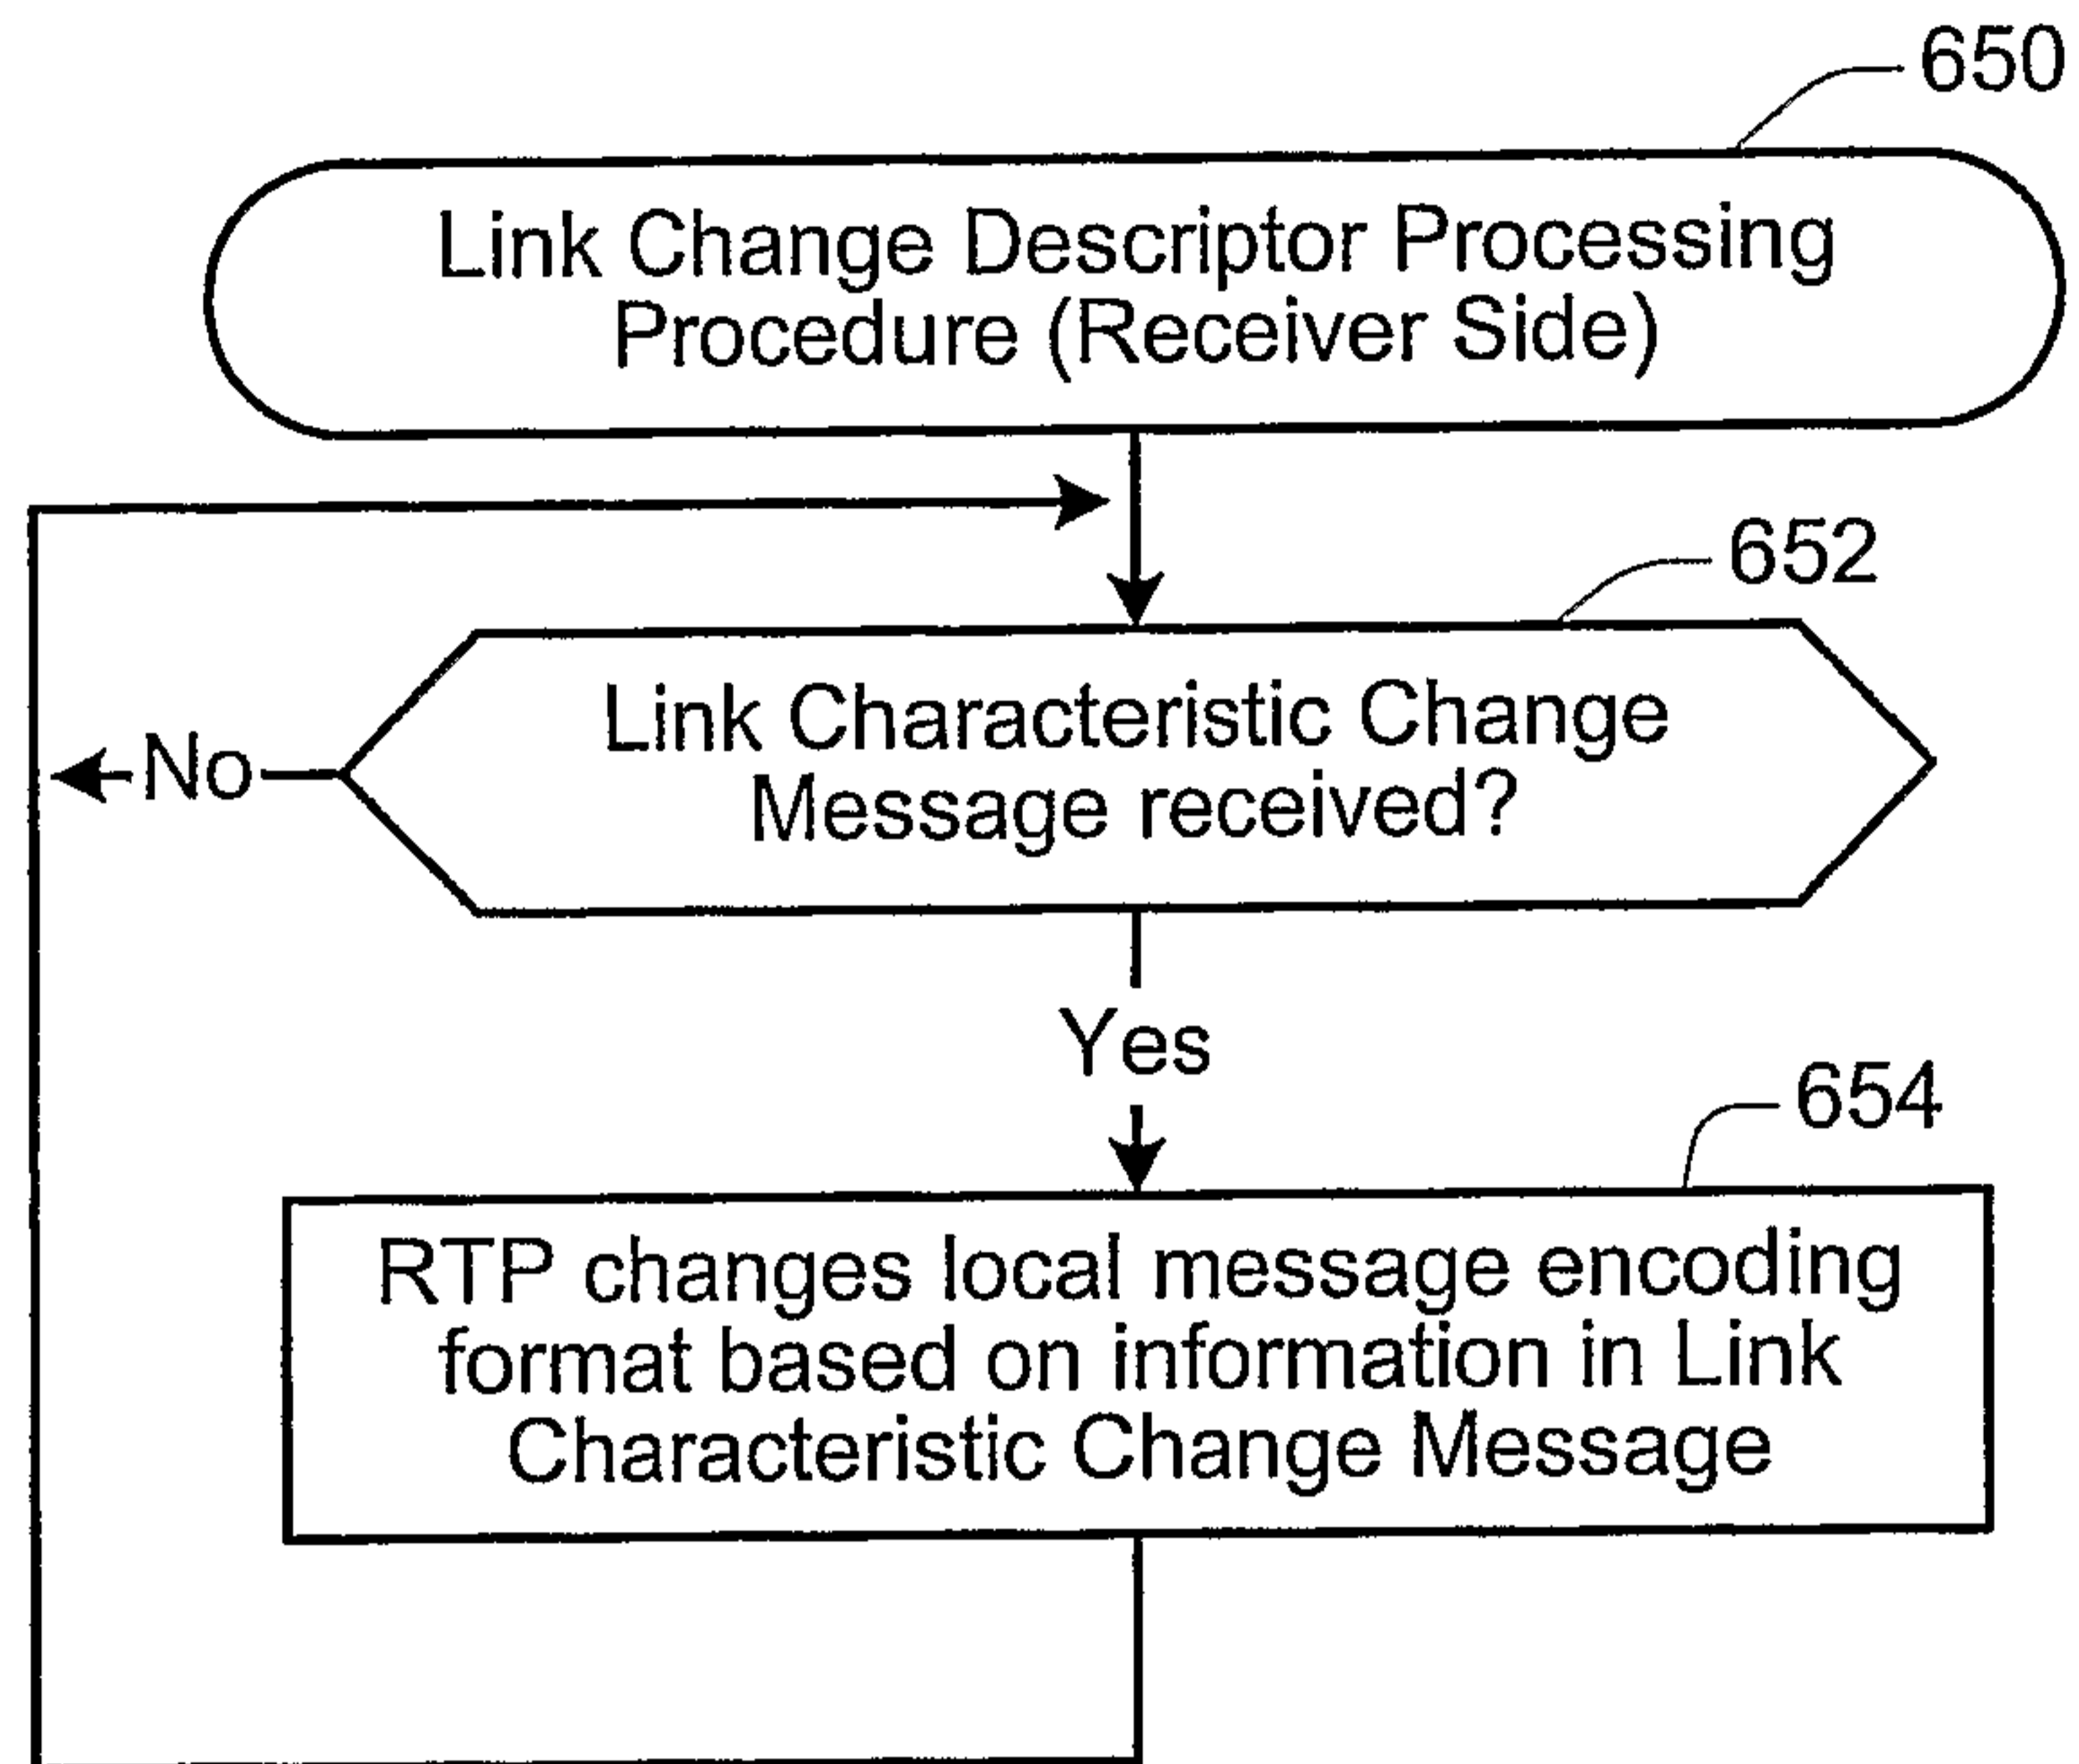 650
Link Change Descriptor Processing
Procedure (Receiver Side)
652
Link Characteristic Change
Message received?
No
Yes
654
RTP changes local message encoding
format based on information in Link
Characteristic Change Message